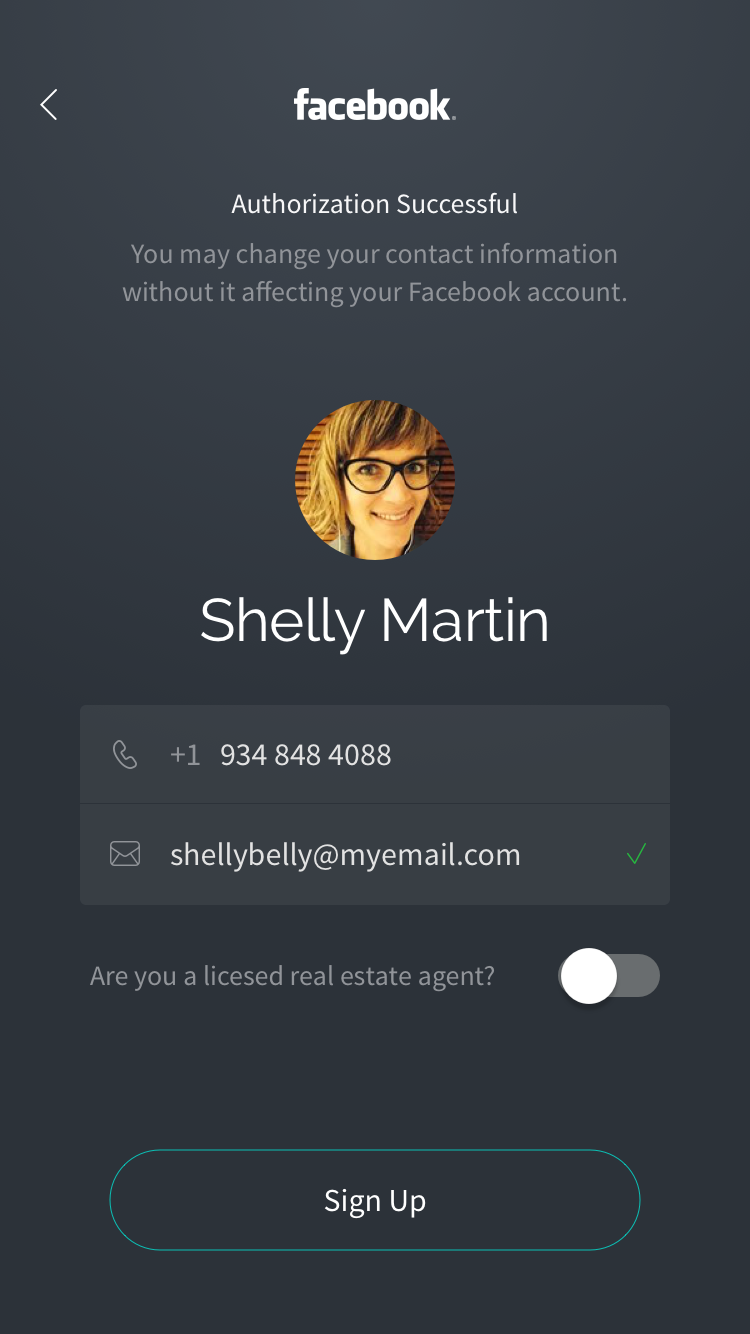 facebook.
Authorization Successful
You may change your contact information
without it affecting your Facebook account.
Shelly Martin
+1 934 848 4088
shellybelly@myemail.com
Are you a licesed real estate agent?
Sign Up